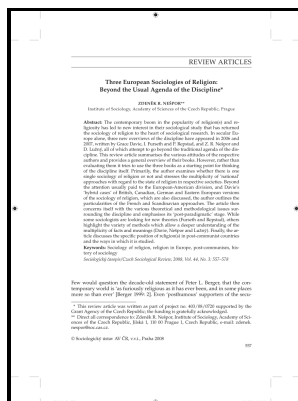 REVIEW ARTICLES
Three European Sociologies of Religion:
Beyond the Usual Agenda of the Discipline*
ZDENĚK R. NEŠPOR**
Institute of Sociology, Academy of Sciences of the Czech Republic, Prague
Abstract: The contemporary boom in the popularity of religion(s) and re-
ligiosity has led to new interest in their sociological study that has returned
the sociology of religion to the heart of sociological research. In secular Eu-
rope alone, three new overviews of the discipline have appeared in 2006 and
2007, written by Grace Davie, I. Furseth and P. Repstad, and Z. R. Nešpor and
D. Lužný, all of which attempt to go beyond the traditional agenda of the dis-
cipline. This review article summarises the various attitudes of the respective
authors and provides a general overview of their books. However, rather than
evaluating them it tries to use the three books as a starting point for thinking
of the discipline itself. Primarily, the author examines whether there is one
single sociology of religion or not and stresses the multiplicity of 'national'
approaches with regard to the state of religion in respective societies. Besides
the attention usually paid to the European-American division, and Davie's
'hybrid cases' of British, Canadian, German and Eastern European versions
of the sociology of religion, which are also discussed, the author outlines the
particularities of the French and Scandinavian approaches. The article then
concerns itself with the various theoretical and methodological issues sur-
rounding the discipline and emphasises its 'post-paradigmatic' stage. While
some sociologists are looking for new theories (Furseth and Repstad), others
highlight the variety of methods which allow a deeper understanding of the
multiplicity of facts and meanings (Davie, Nešpor and Lužný). Finally, the ar-
ticle discusses the specific position of religion(s) in post-communist countries
and the ways in which it is studied.
Keywords: Sociology of religion, religion in Europe, post-communism, his-
tory of sociology
Sociologický časopis/Czech Sociological Review, 2008, Vol. 44, No. 3: 557–578
Few would question the decade-old statement of Peter L. Berger, that the con-
temporary world is 'as furiously religious as it has ever been, and in some places
more so than ever' [Berger 1999: 2]. Even 'posthumous' supporters of the secu-
* This review article was written as part of project no. 403/08/0720 supported by the
Grant Agency of the Czech Republic; the funding is gratefully acknowledged.
** Direct all correspondence to: Zdeněk R. Nešpor, Institute of Sociology, Academy of Sci-
ences of the Czech Republic, Jilská 1, 110 00 Prague 1, Czech Republic, e-mail: zdenek.
nespor@soc.cas.cz.
© Sociologický ústav AV ČR, v.v.i., Praha 2008
557